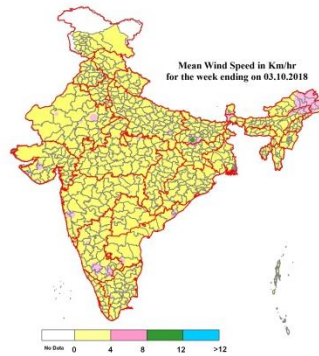 Mean Wind Speed in Km/hr
for the week ending on 03.10.2018
No Data 0 4 8 12 >12